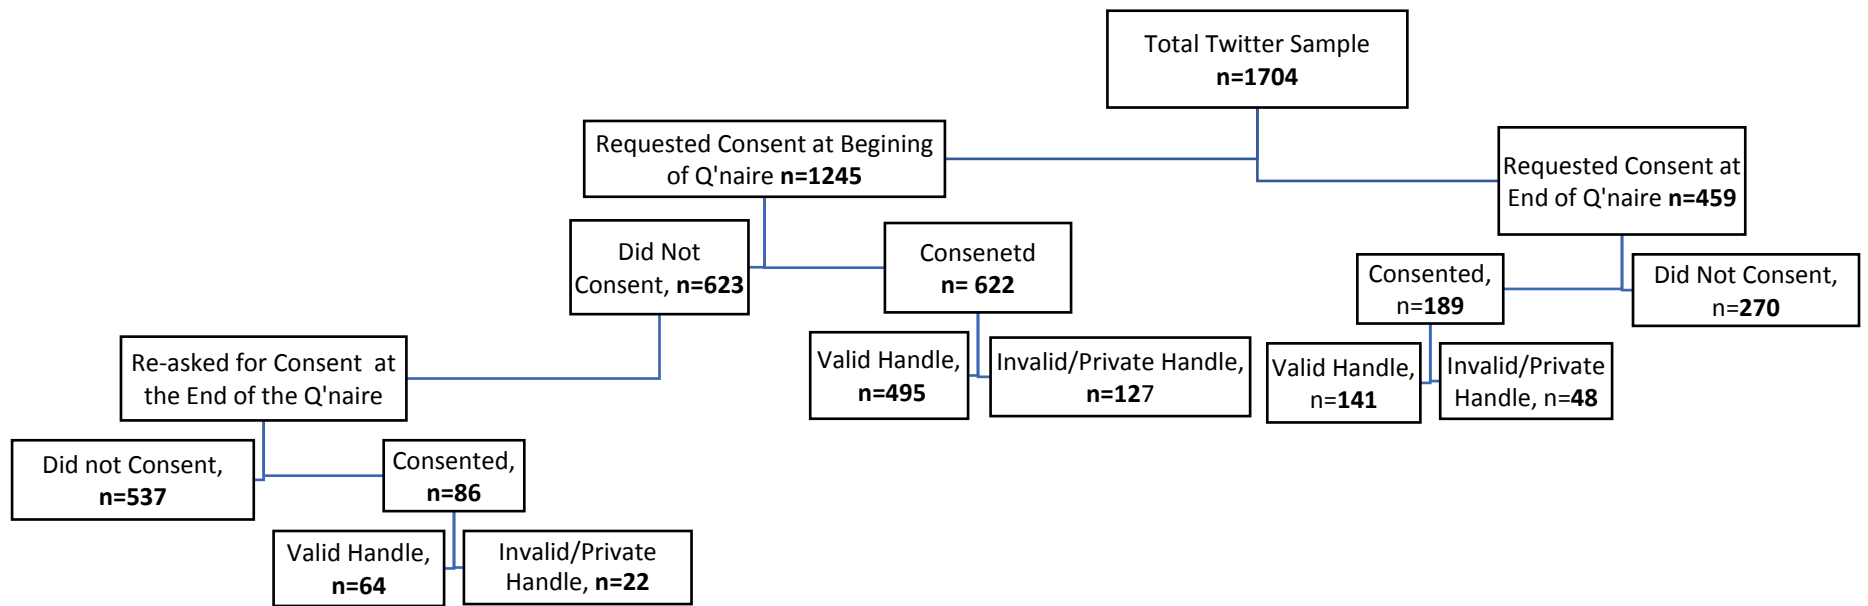 Total Twitter Sample
n=1704
Requested Consent at Begining
of Q'naire n=1245
Requested Consent at
End of Q'naire n=459
Did Not
Consent, n=623
Consenetd
n= 622
Consented,
n=189
Did Not Consent,
n=270
Re-asked for Consent at
the End of the Q'naire
Valid Handle,
n=495
Invalid/Private Handle,
n=127
Valid Handle,
n=141
Invalid/Private
Handle, n=48
Did not Consent,
n=537
Consented,
n=86
Valid Handle,
n=64
Invalid/Private
Handle, n=22